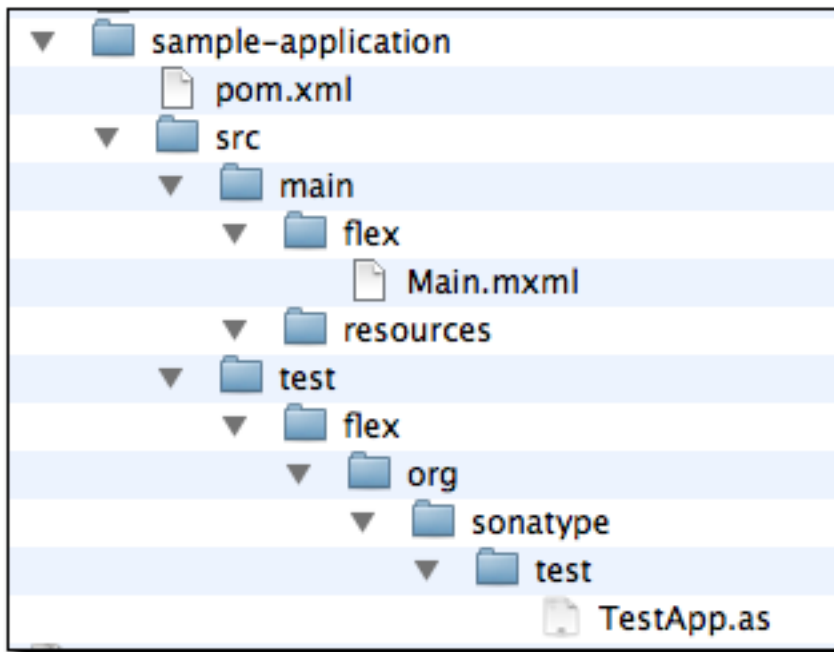 sample-application
pom.xml
src
main
flex
Main.mxml
resources
test
flex
org
sonatype
test
TestApp.as